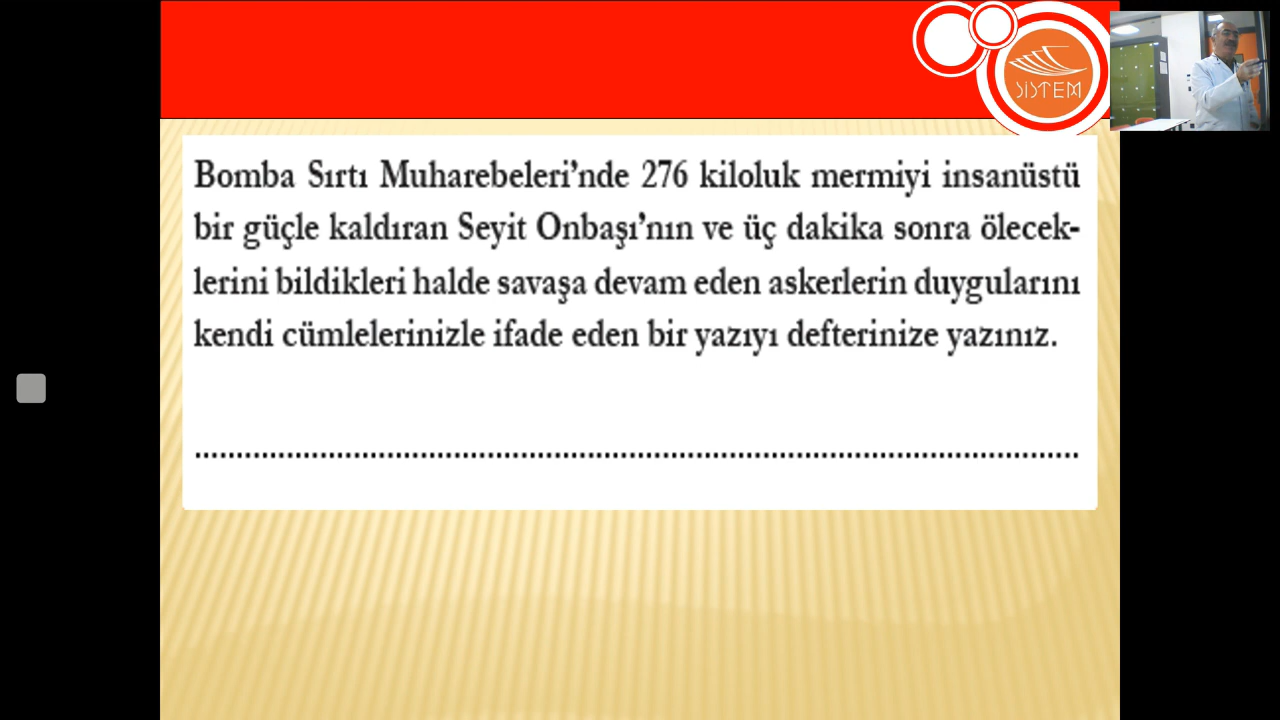 SİSTEM
Bomba Sırtı Muharebeleri’nde 276 kiloluk mermiyi insanüstü
bir güçle kaldıran Seyit Onbaşı’nın ve üç dakika sonra ölecek-
lerini bildikleri halde savaşa devam eden askerlerin duygularını
kendi cümlelerinizle ifade eden bir yazıyı defterinize yazınız.